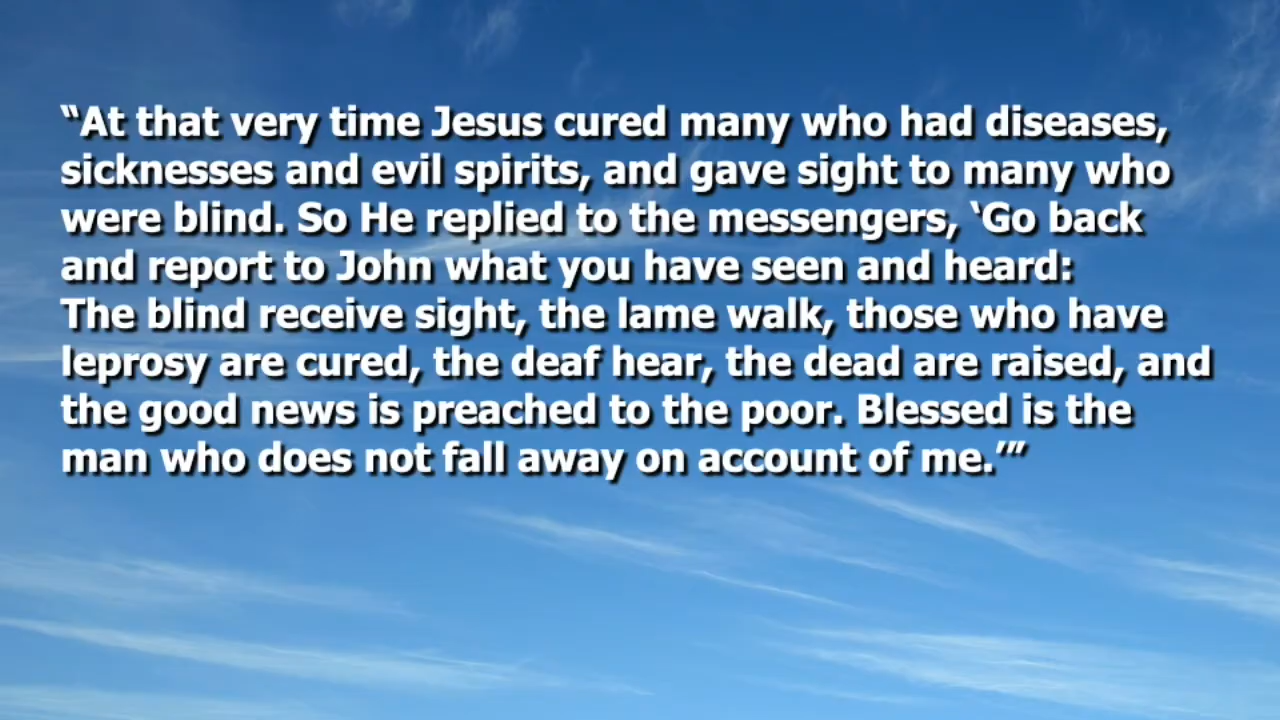 “At that very time Jesus cured many who had diseases,
sicknesses and evil spirits, and gave sight to many who
were blind. So He replied to the messengers, ‘Go back
and report to John what you have seen and heard:
The blind receive sight, the lame walk, those who have
leprosy are cured, the deaf hear, the dead are raised, and
the good news is preached to the poor. Blessed is the
man who does not fall away on account of me.’”